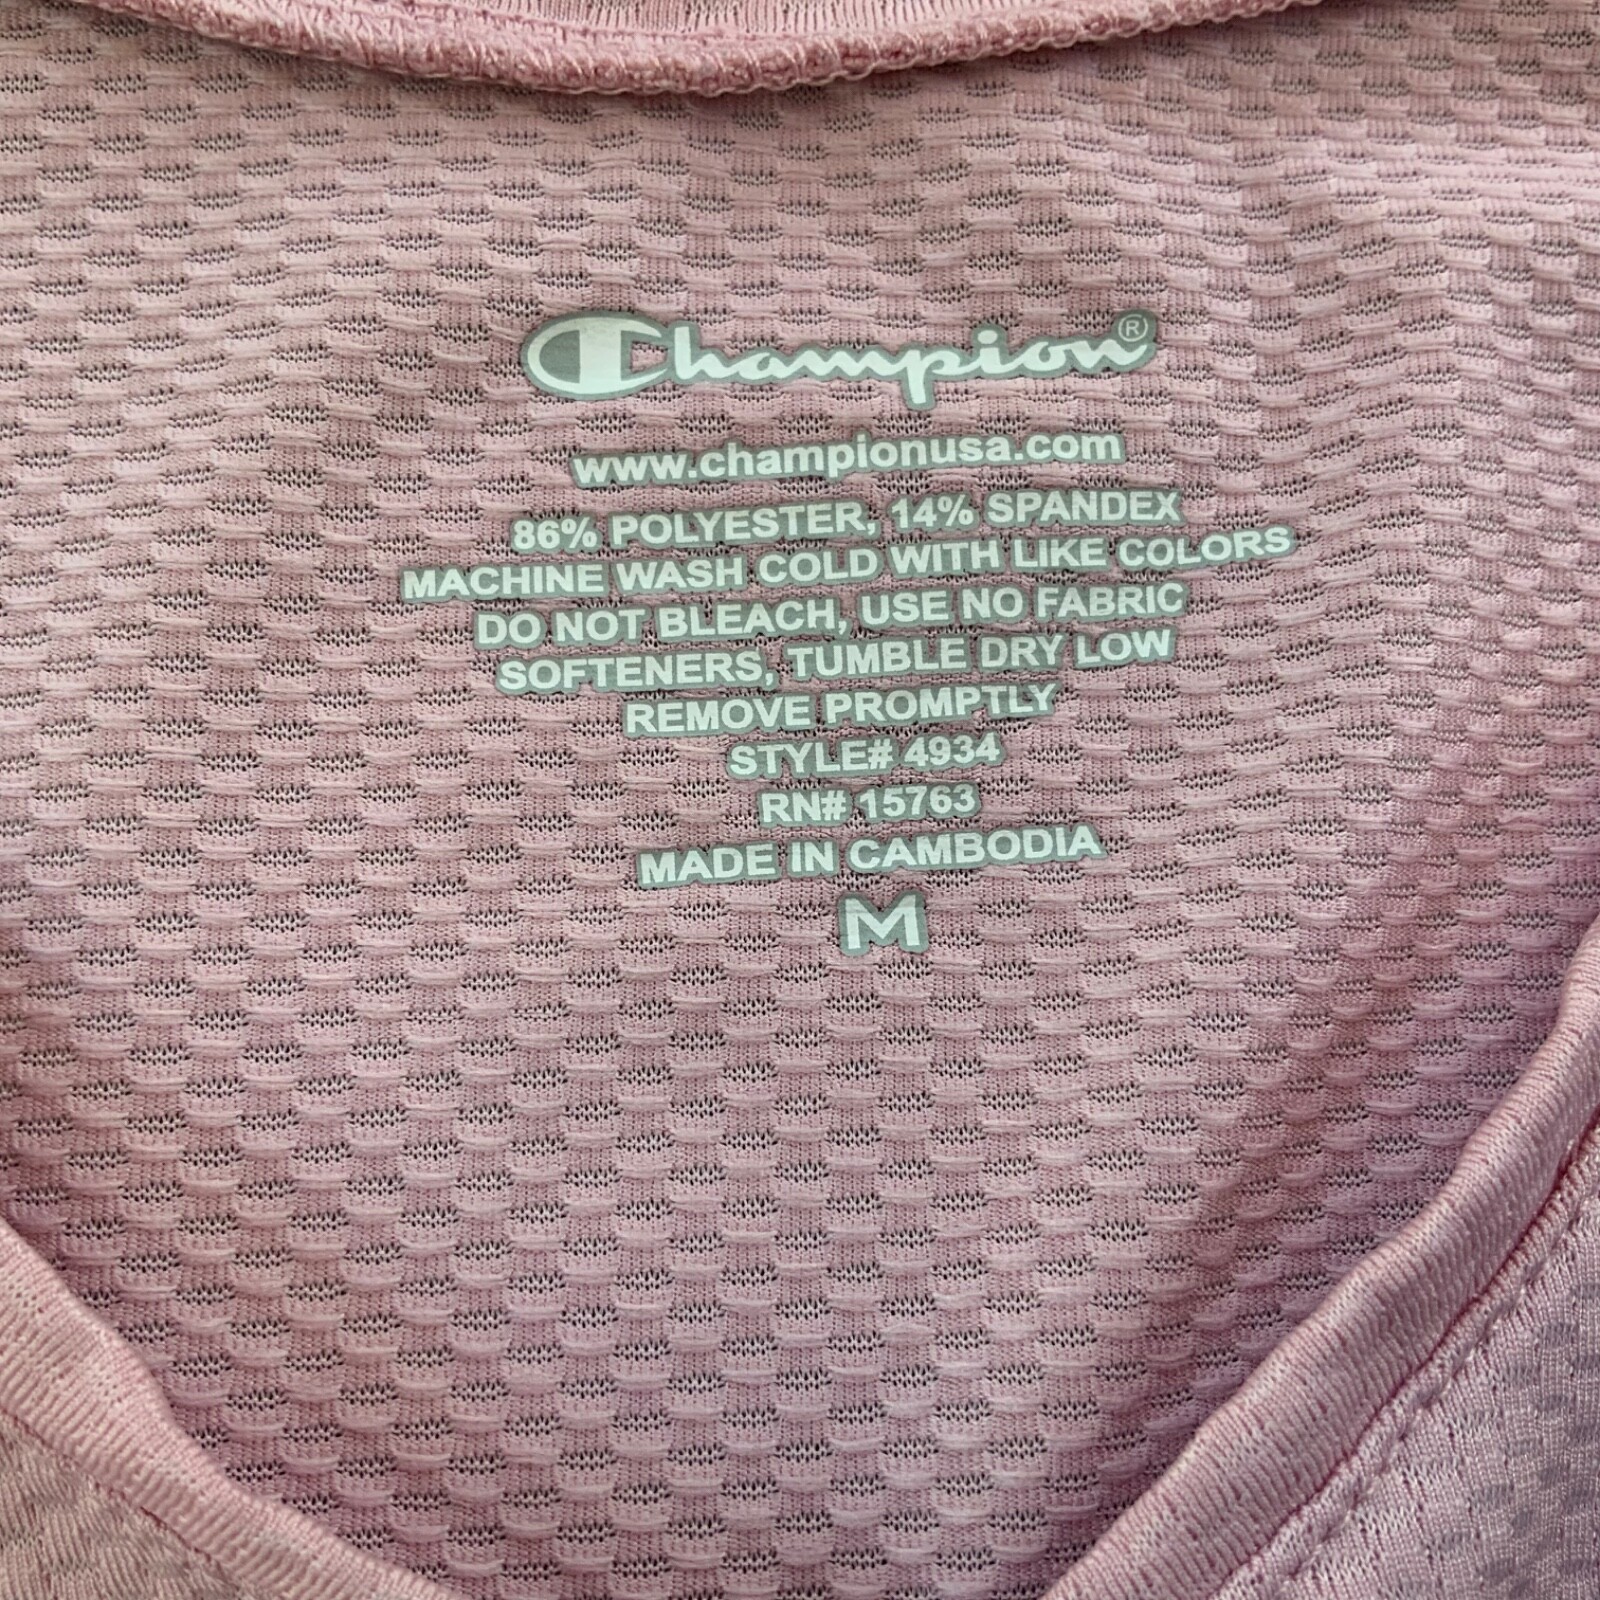 Champion®
www.championusa.com
86% POLYESTER, 14% SPANDEX
MACHINE WASH COLD WITH LIKE COLORS
DO NOT BLEACH, USE NO FABRIC
SOFTENERS, TUMBLE DRY LOW
REMOVE PROMPTLY
STYLE# 4934
RN# 15763
MADE IN CAMBODIA
M